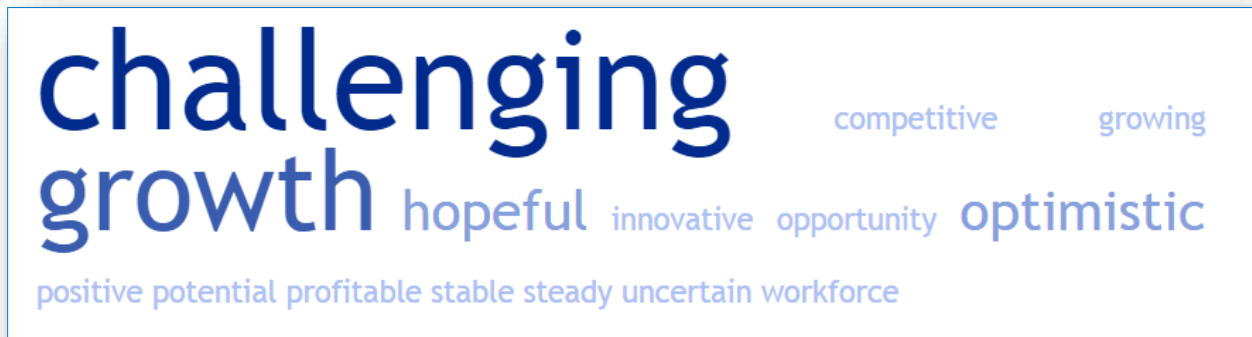 challenging competitive growing
growth hopeful innovative opportunity optimistic
positive potential profitable stable steady uncertain workforce